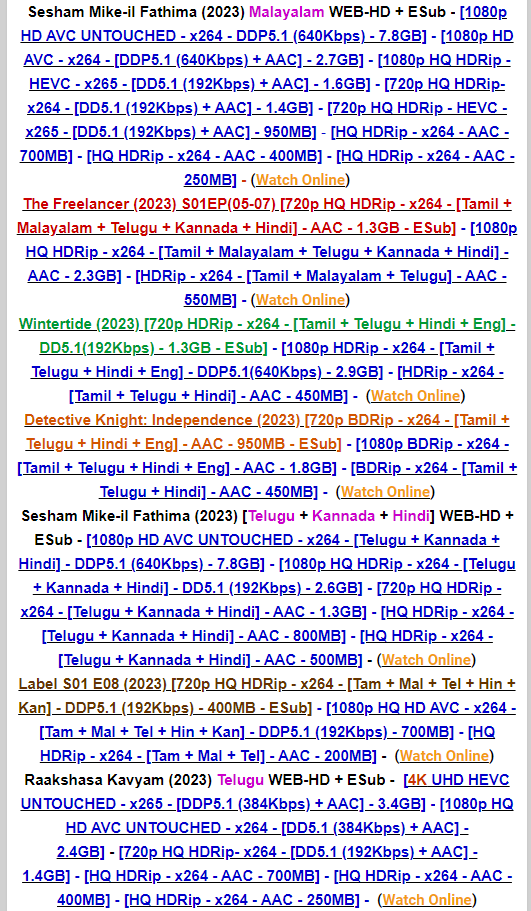 Sesham Mike-il Fathima (2023) Malayalam WEB-HD + ESub - [1080p
HD AVC UNTOUCHED - x264 - DDP5.1 (640Kbps) - 7.8GB] - [1080p HD
AVC - x264 - [DDP5.1 (640Kbps) + AAC] - 2.7GB] - [1080p HQ HDRip -
HEVC - x265 - [DD5.1 (192Kbps) + AAC] - 1.6GB] - [720p HQ HDRip-
x264 - [DD5.1 (192Kbps) + AAC] - 1.4GB] - [720p HQ HDRip - HEVC -
x265 - [DD5.1 (192Kbps) + AAC] - 950MB] - [HQ HDRip - x264 - AAC -
700MB] - [HQ HDRip - x264 - AAC - 400MB] - [HQ HDRip - x264 - AAC -
250MB] - (Watch Online)
The Freelancer (2023) S01EP(05-07) [720p HQ HDRip - x264 - [Tamil +
Malayalam + Telugu + Kannada + Hindi] - AAC - 1.3GB - ESub] - [1080p
HQ HDRip - x264 - [Tamil + Malayalam + Telugu + Kannada + Hindi] -
AAC - 2.3GB] - [HDRip - x264 - [Tamil + Malayalam + Telugu] - AAC -
550MB] - (Watch Online)
Wintertide (2023) [720p HDRip - x264 - [Tamil + Telugu + Hindi + Eng] -
DD5.1(192Kbps) - 1.3GB - ESub] - [1080p HDRip - x264 - [Tamil +
Telugu + Hindi + Eng] - DDP5.1(640Kbps) - 2.9GB] - [HDRip - x264 -
[Tamil + Telugu + Hindi] - AAC - 450MB] - (Watch Online)
Detective Knight: Independence (2023) [720p BDRip - x264 - [Tamil +
Telugu + Hindi + Eng] - AAC - 950MB - ESub] - [1080p BDRip - x264 -
[Tamil + Telugu + Hindi + Eng] - AAC - 1.8GB] - [BDRip - x264 - [Tamil +
Telugu + Hindi] - AAC - 450MB] - (Watch Online)
Sesham Mike-il Fathima (2023) [Telugu + Kannada + Hindi] WEB-HD +
ESub - [1080p HD AVC UNTOUCHED - x264 - [Telugu + Kannada +
Hindi] - DDP5.1 (640Kbps) - 7.8GB] - [1080p HQ HDRip - x264 - [Telugu
+ Kannada + Hindi] - DD5.1 (192Kbps) - 2.6GB] - [720p HQ HDRip -
x264 - [Telugu + Kannada + Hindi] - AAC - 1.3GB] - [HQ HDRip - x264 -
[Telugu + Kannada + Hindi] - AAC - 800MB] - [HQ HDRip - x264 -
[Telugu + Kannada + Hindi] - AAC - 500MB] - (Watch Online)
Label S01 E08 (2023) [720p HQ HDRip - x264 - [Tam + Mal + Tel + Hin +
Kan] - DDP5.1 (192Kbps) - 400MB - ESub] - [1080p HQ HD AVC - x264 -
[Tam + Mal + Tel + Hin + Kan] - DDP5.1 (192Kbps) - 700MB] - [HQ
HDRip - x264 - [Tam + Mal + Tel] - AAC - 200MB] - (Watch Online)
Raakshasa Kavyam (2023) Telugu WEB-HD + ESub - [4K UHD HEVC
UNTOUCHED - x265 - [DDP5.1 (384Kbps) + AAC] - 3.4GB] - [1080p HQ
HD AVC UNTOUCHED - x264 - [DD5.1 (384Kbps) + AAC] -
2.4GB] - [720p HQ HDRip- x264 - [DD5.1 (192Kbps) + AAC] -
1.4GB] - [HQ HDRip - x264 - AAC - 700MB] - [HQ HDRip - x264 - AAC -
400MB] - [HQ HDRip - x264 - AAC - 250MB] - (Watch Online)